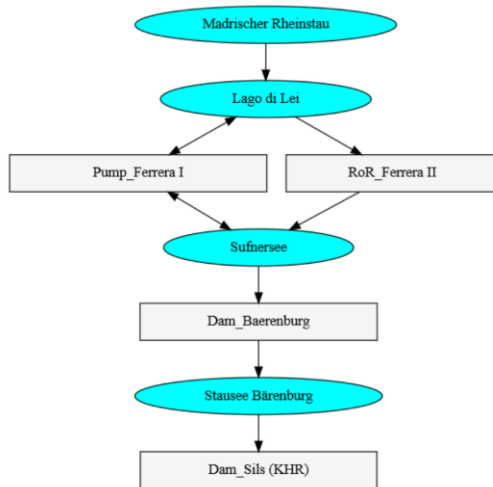 Madrischer Rheinstau
Lago di Lei
Pump_Ferrera I
RoR_Ferrera II
Sufnersee
Dam_Baerenburg
Stausee Bärenburg
Dam_Sils (KHR)